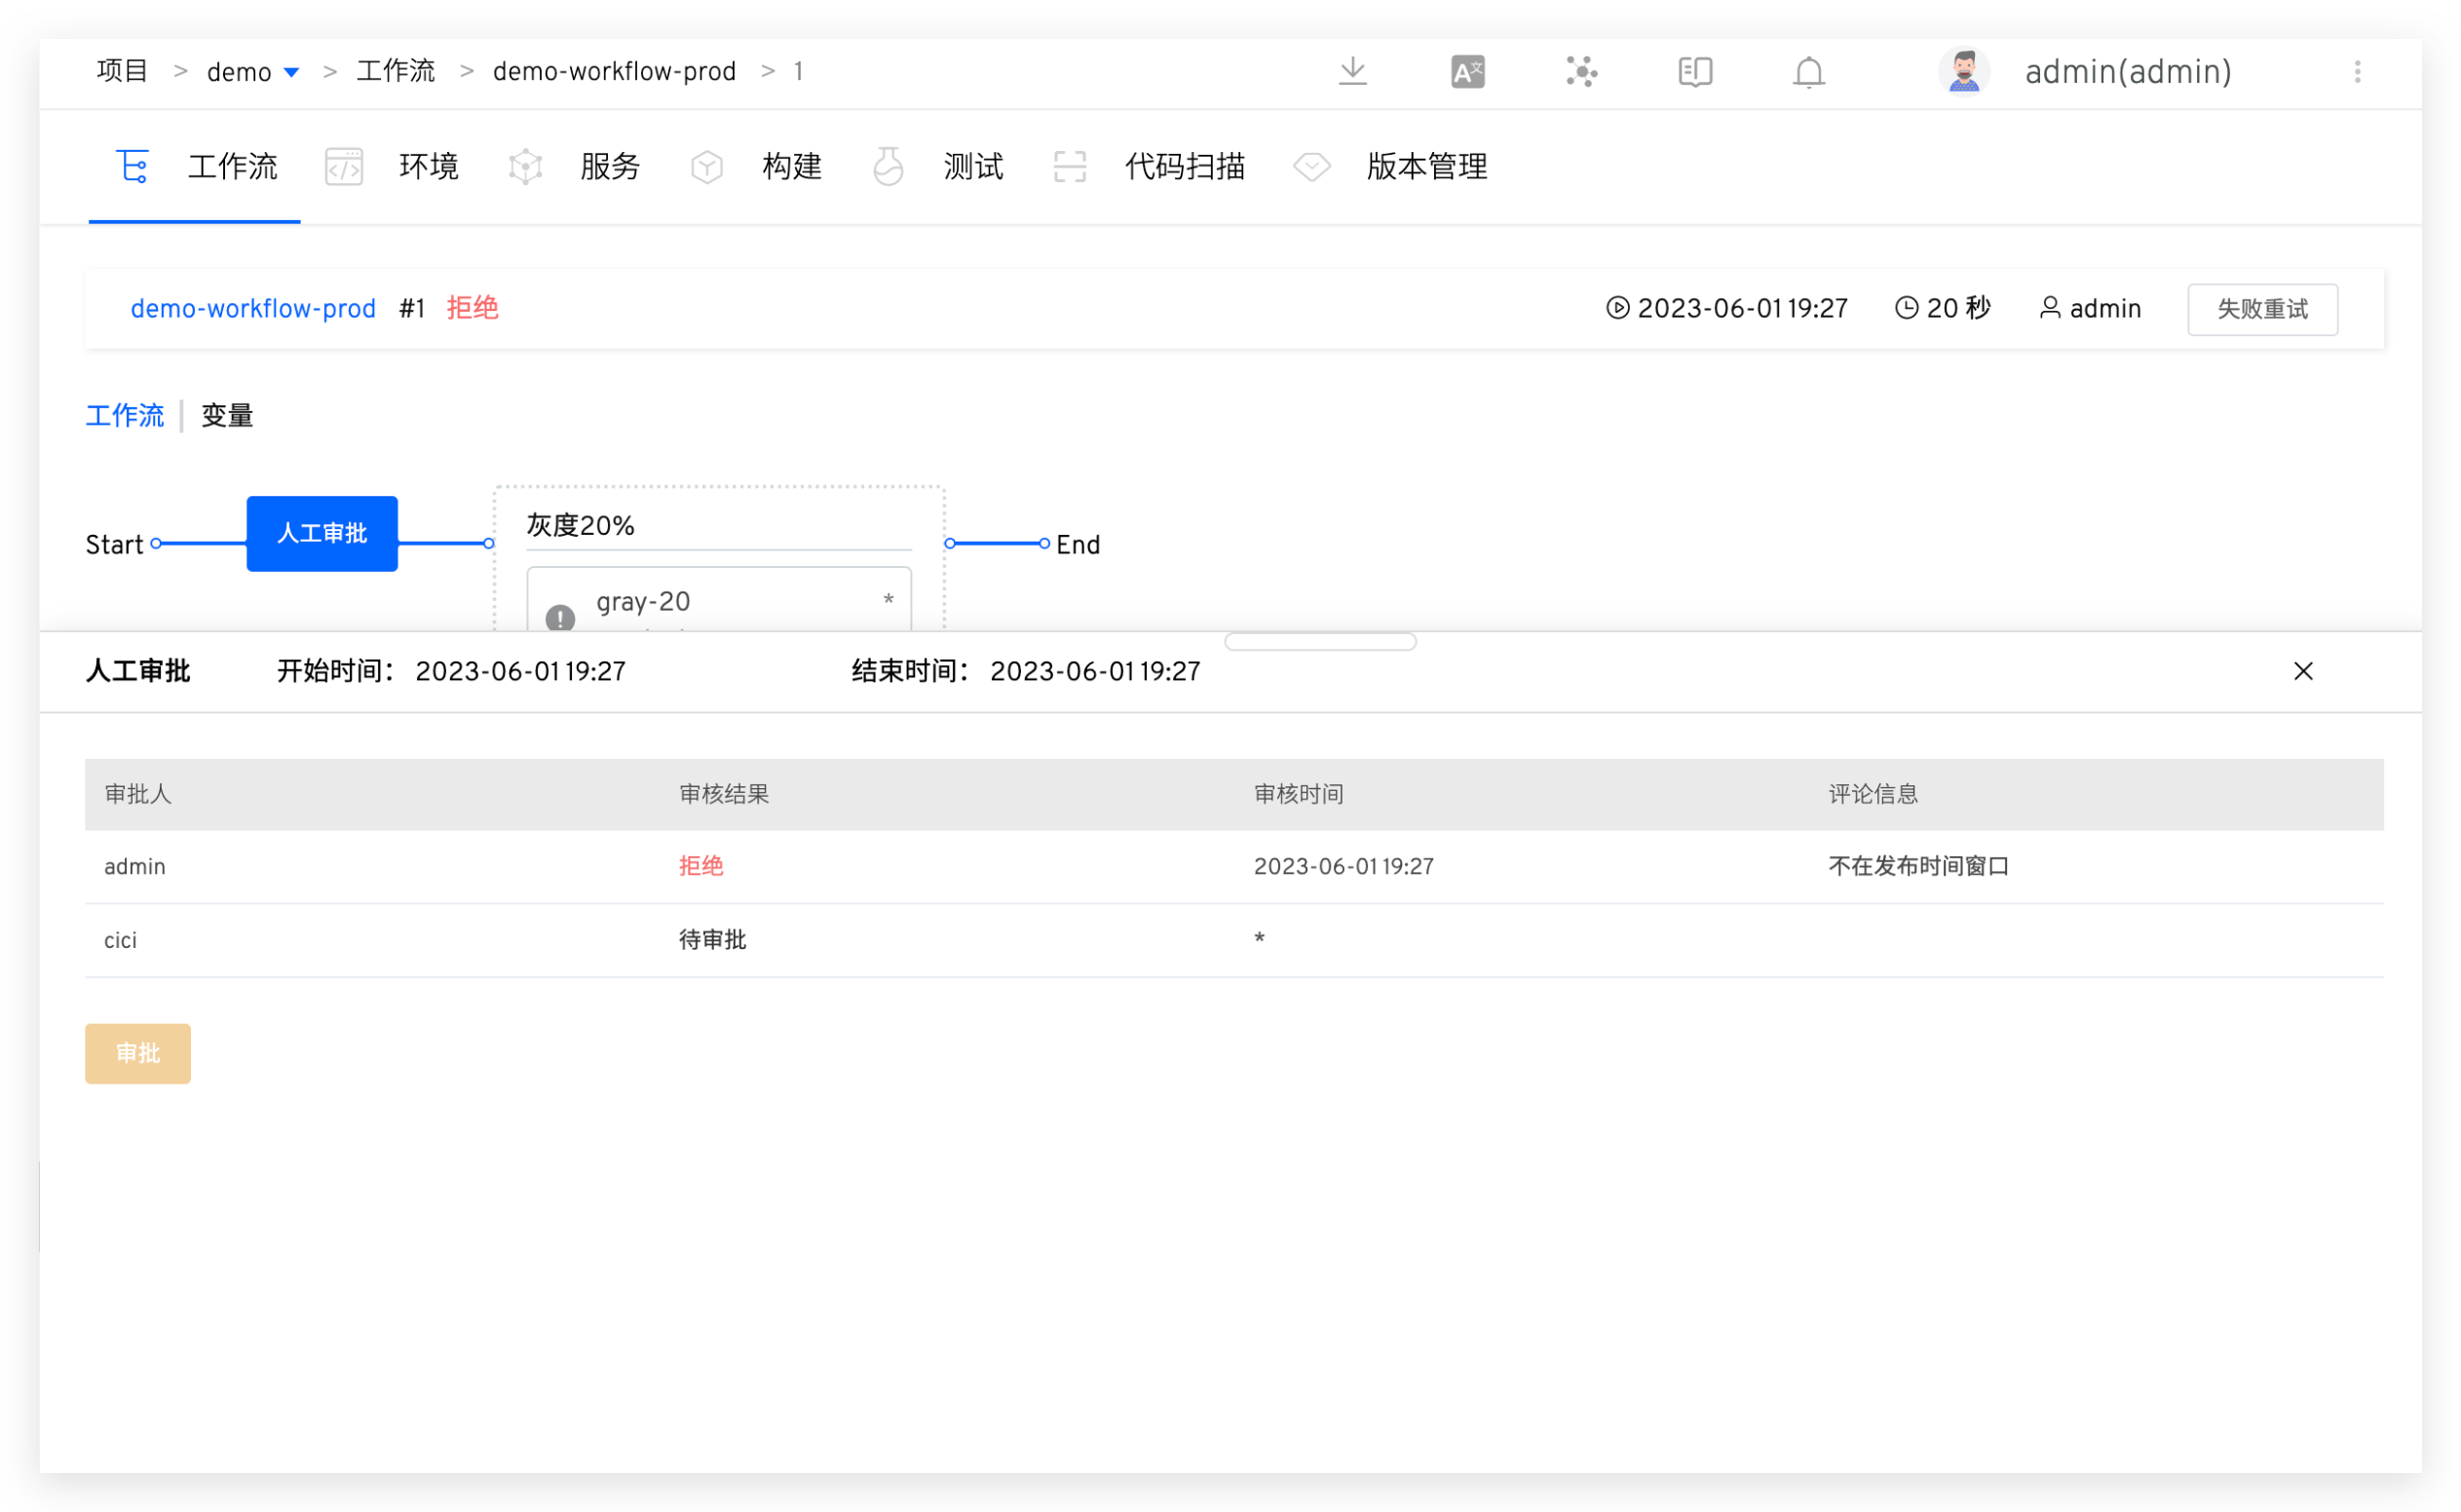 项目 > demo > 工作流 > demo-workflow-prod > 1 admin(admin)
工作流 环境 服务 构建 测试 代码扫描 版本管理
demo-workflow-prod #1 拒绝 2023-06-01 19:27 20 秒 admin 失败重试
工作流 变量
灰度20%
Start 人工审批 End
gray-20 *
人工审批 开始时间： 2023-06-01 19:27 结束时间： 2023-06-01 19:27
审批人 审核结果 审核时间 评论信息
admin 拒绝 2023-06-01 19:27 不在发布时间窗口
cici 待审批 *
审批